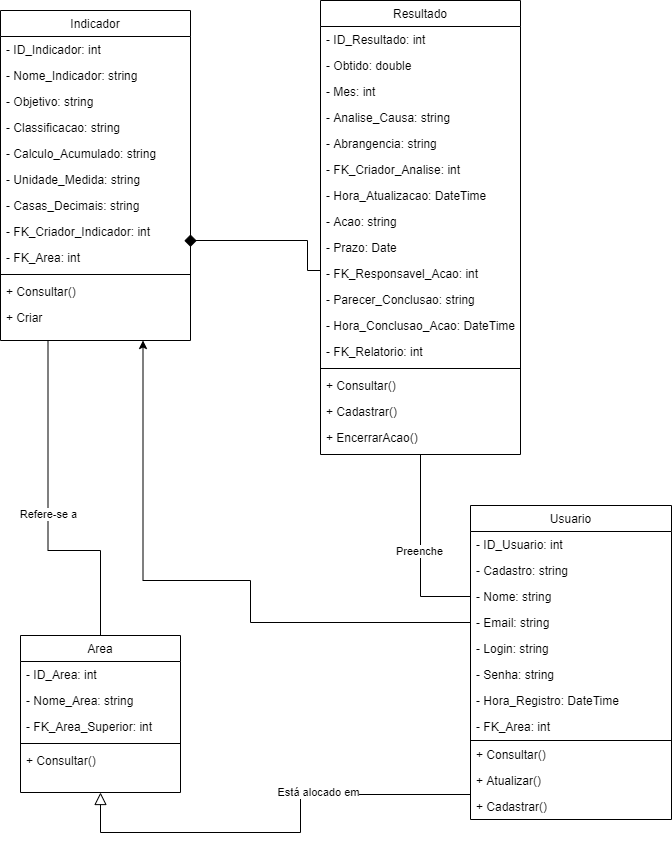 Indicador
- ID_Indicador: int
- Nome_Indicador: string
- Objetivo: string
- Classificacao: string
- Calculo_Acumulado: string
- Unidade_Medida: string
- Casas_Decimais: string
- FK_Criador_Indicador: int
- FK_Area: int
+ Consultar()
+ Criar
Resultado
- ID_Resultado: int
- Obtido: double
- Mes: int
- Analise_Causa: string
- Abrangencia: string
- FK_Criador_Analise: int
- Hora_Atualizacao: DateTime
- Acao: string
- Prazo: Date
- FK_Responsavel_Acao: int
- Parecer_Conclusao: string
- Hora_Conclusao_Acao: DateTime
- FK_Relatorio: int
+ Consultar()
+ Cadastrar()
+ EncerrarAcao()
Refere-se a
Preenche
Usuario
- ID_Usuario: int
- Cadastro: string
- Nome: string
- Email: string
- Login: string
- Senha: string
- Hora_Registro: DateTime
- FK_Area: int
+ Consultar()
+ Atualizar()
+ Cadastrar()
Area
- ID_Area: int
- Nome_Area: string
- FK_Area_Superior: int
+ Consultar()
Está alocado em